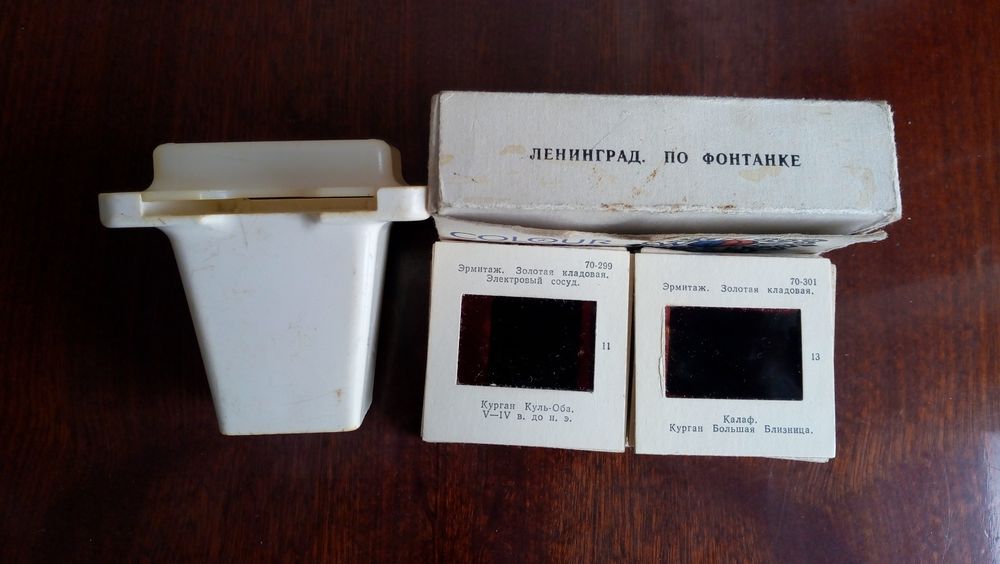 ЛЕНИНГРАД. ПО ФОНТАНКЕ
COLOUR
70-299
Эрмитаж. Золотая кладовая.
Электровый сосуд.
11
Курган Куль-Оба.
V—IV в. до н. э.
70-301
Эрмитаж. Золотая кладовая.
13
Калаф.
Курган Большая Близница.